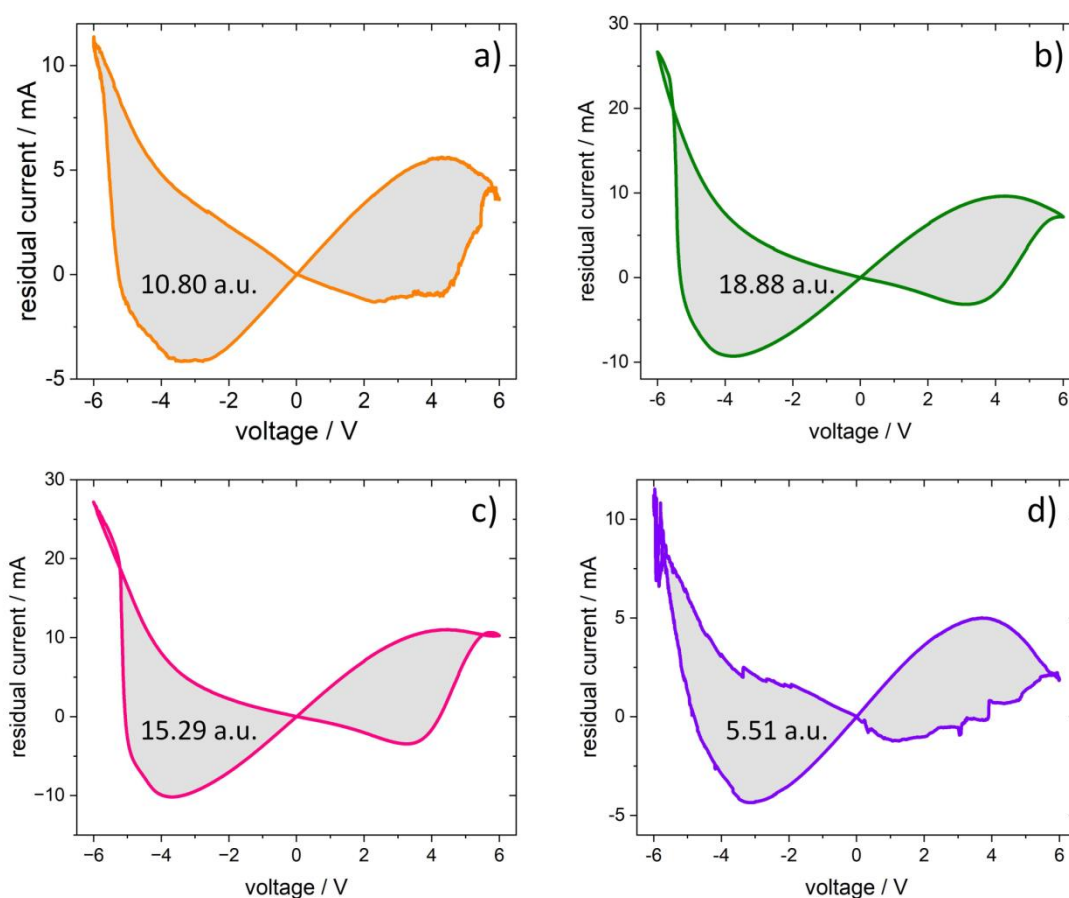 a)
residual current / mA
10
5
0
-5
10.80 a.u.
-6 -4 -2 0 2 4 6
voltage / V
b)
residual current / mA
30
20
10
0
-10
18.88 a.u.
-6 -4 -2 0 2 4 6
voltage / V
c)
residual current / mA
30
20
10
0
−10
15.29 a.u.
−6 −4 −2 0 2 4 6
voltage / V
d)
residual current / mA
10
5
0
-5
5.51 a.u.
-6 -4 -2 0 2 4 6
voltage / V